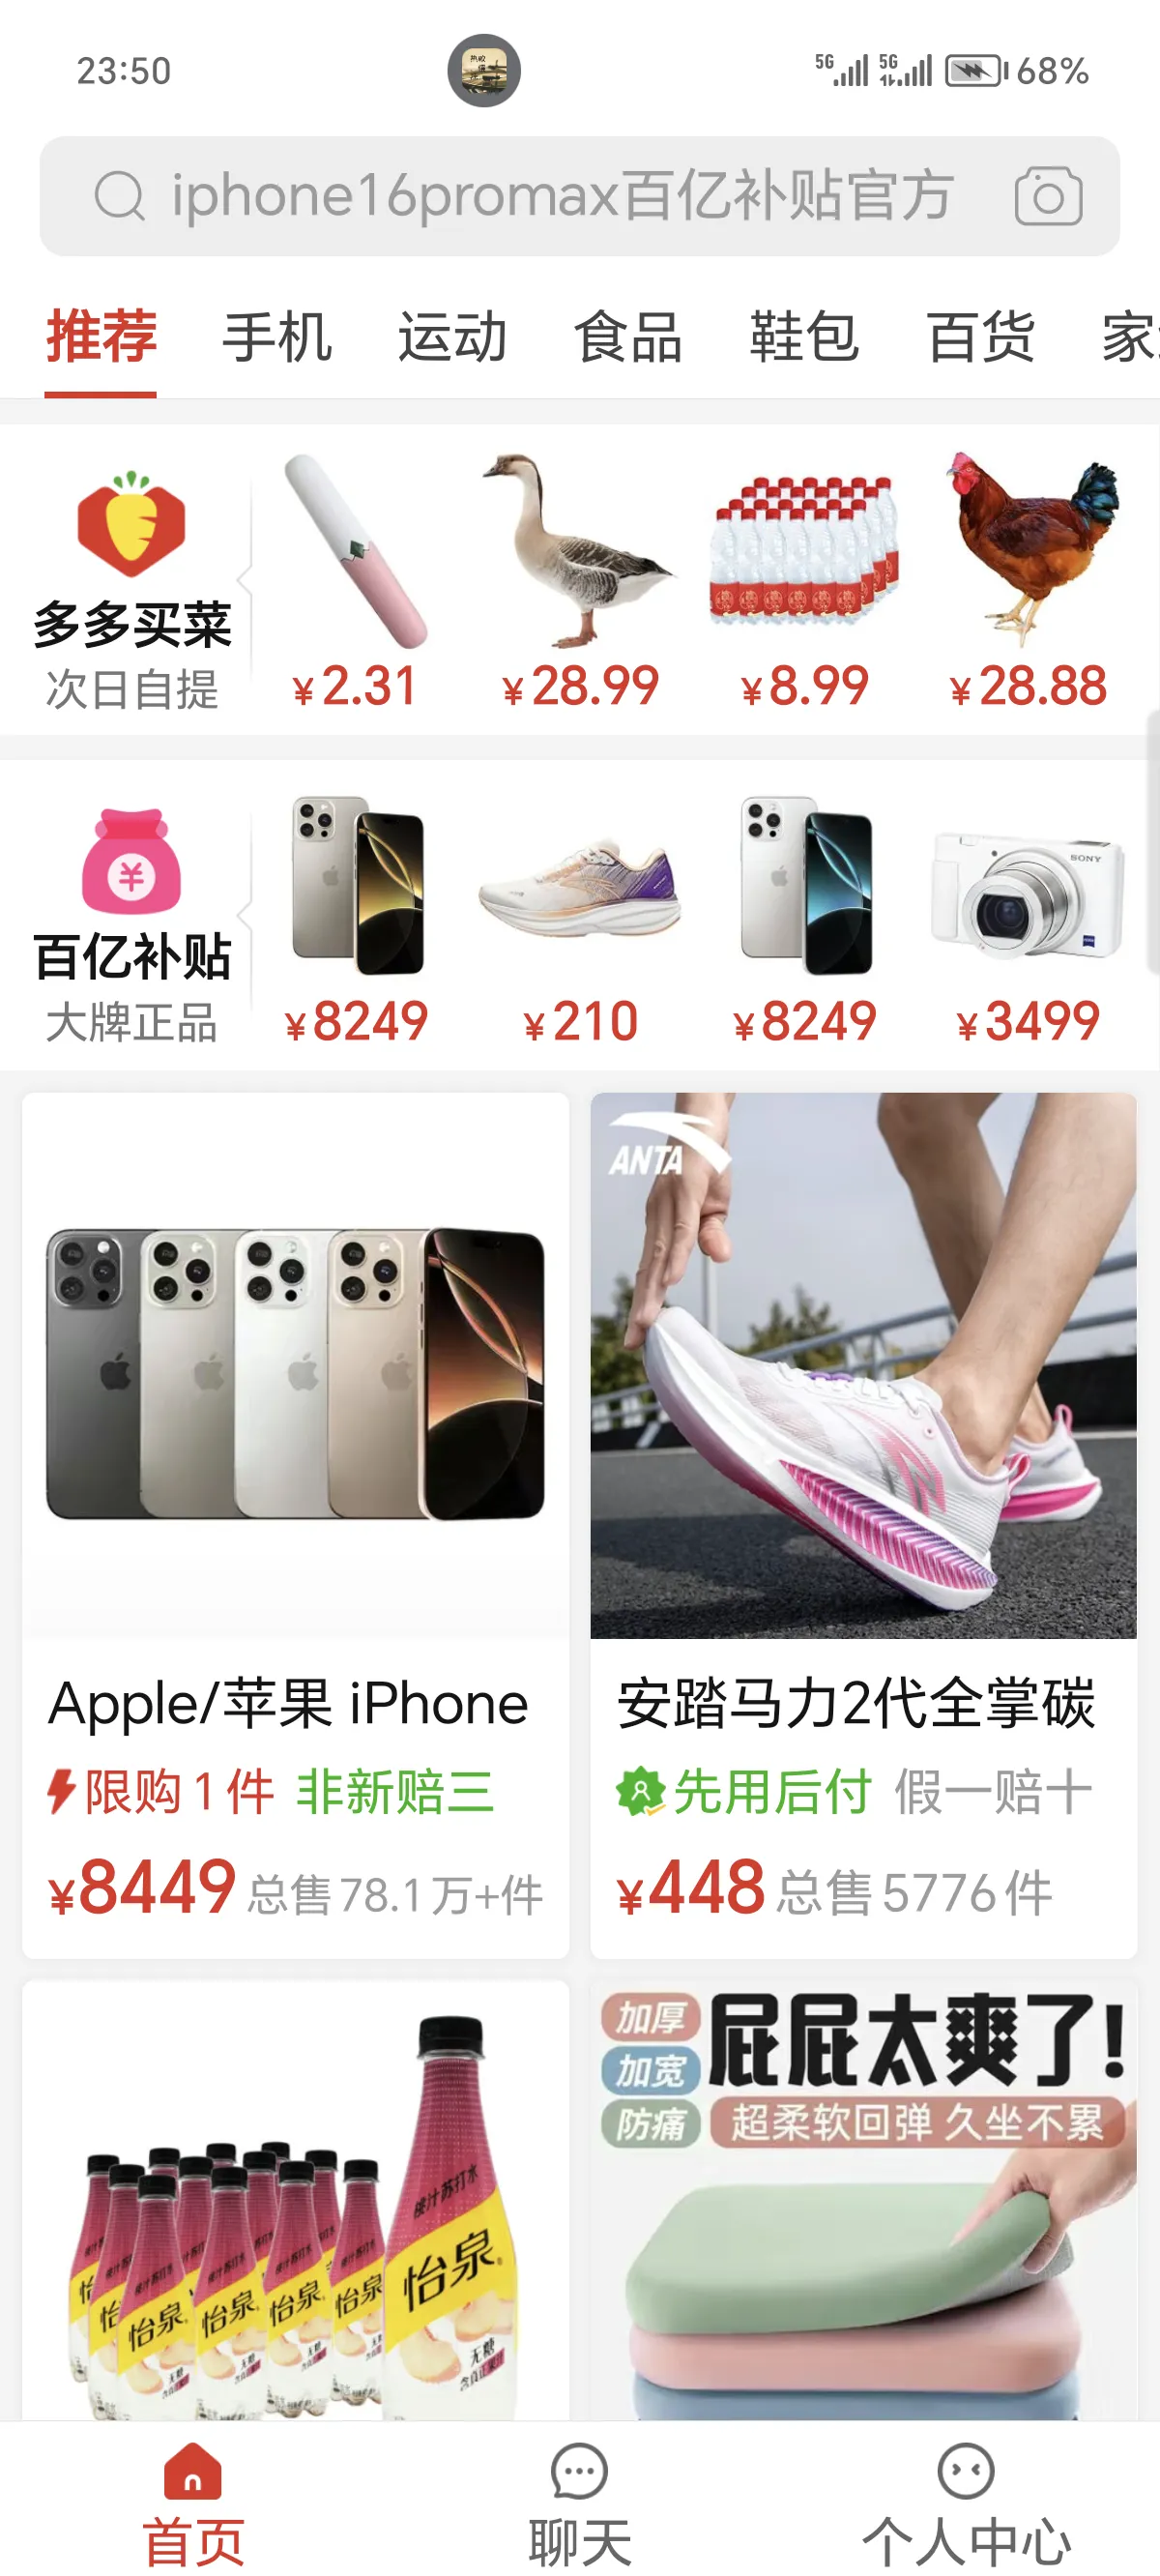 23:50
5G 5G 68%
iphone16promax百亿补贴官方
推荐 手机 运动 食品 鞋包 百货 家
多多买菜
次日自提
¥2.31 ¥28.99 ¥8.99 ¥28.88
SONY
百亿补贴
大牌正品
¥8249 ¥210 ¥8249 ¥3499
ANTA
Apple/苹果 iPhone
限购1件 非新赔三
¥8449 总售78.1万+件
安踏马力2代全掌碳
先用后付 假一赔十
¥448 总售5776件
桃汁苏打水
怡泉
无糖
加厚
加宽
防痛
屁屁太爽了!
超柔软回弹 久坐不累
首页 聊天 个人中心